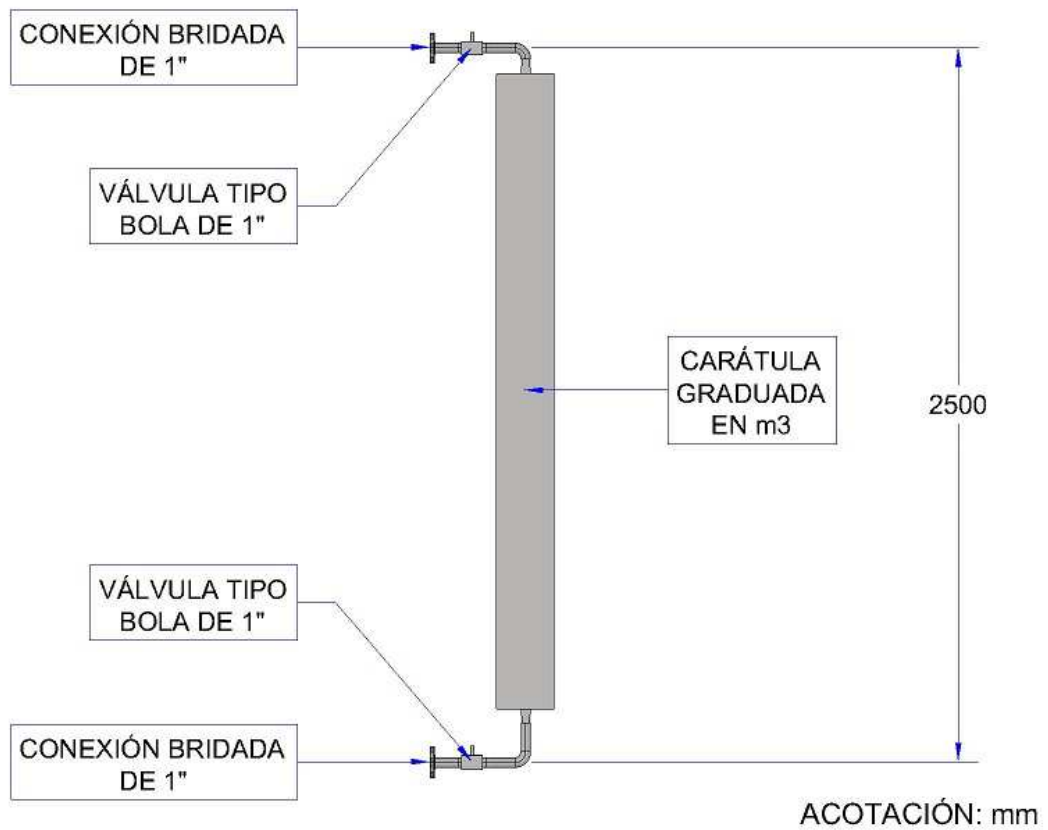 CONEXIÓN BRIDADA
DE 1"
VÁLVULA TIPO
BOLA DE 1"
CARÁTULA
GRADUADA
EN m3
2500
VÁLVULA TIPO
BOLA DE 1"
CONEXIÓN BRIDADA
DE 1"
ACOTACIÓN: mm